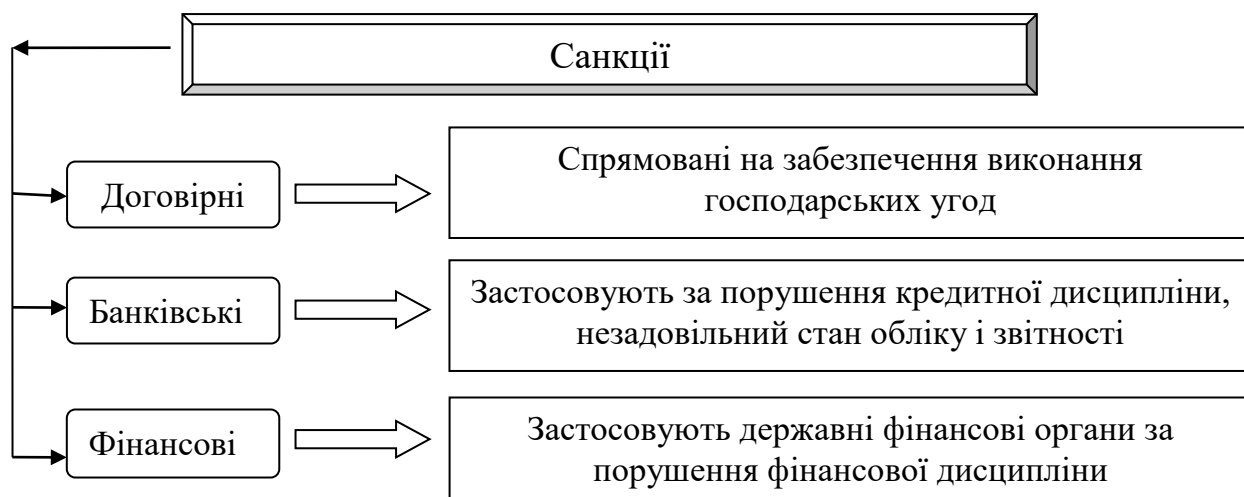 Санкції
Договірні
Спрямовані на забезпечення виконання
господарських угод
Банківські
Застосовують за порушення кредитної дисципліни,
незадовільний стан обліку і звітності
Фінансові
Застосовують державні фінансові органи за
порушення фінансової дисципліни